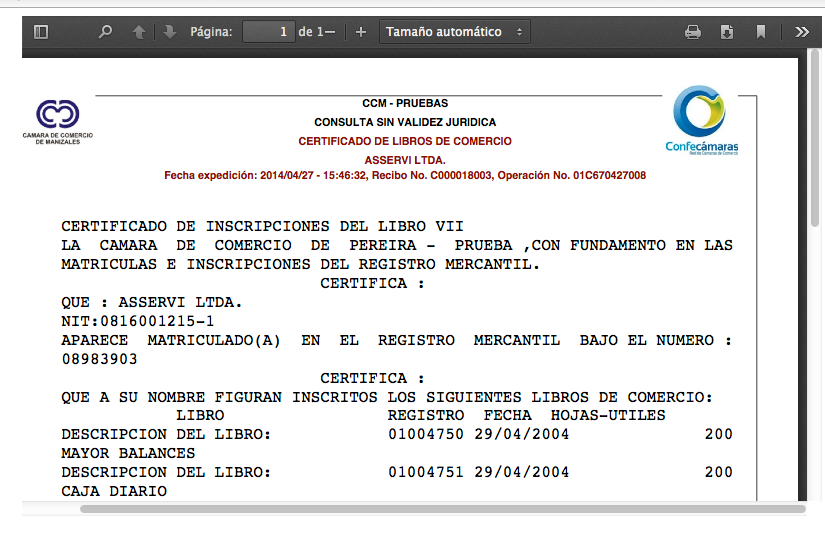 Página: 1 de 1 Tamaño automático
CCM - PRUEBAS
CONSULTA SIN VALIDEZ JURIDICA
CERTIFICADO DE LIBROS DE COMERCIO
ASSERVI LTDA.
Fecha expedición: 2014/04/27 - 15:46:32, Recibo No. C000018003, Operación No. 01C670427008
CAMARA DE COMERCIO
DE MANIZALES
Confecámaras
Red de Cámaras de Comercio
CERTIFICADO DE INSCRIPCIONES DEL LIBRO VII
LA CAMARA DE COMERCIO DE PEREIRA - PRUEBA ,CON FUNDAMENTO EN LAS
MATRICULAS E INSCRIPCIONES DEL REGISTRO MERCANTIL.
CERTIFICA :
QUE : ASSERVI LTDA.
NIT:0816001215-1
APARECE MATRICULADO(A) EN EL REGISTRO MERCANTIL BAJO EL NUMERO :
08983903
CERTIFICA :
QUE A SU NOMBRE FIGURAN INSCRITOS LOS SIGUIENTES LIBROS DE COMERCIO:
LIBRO REGISTRO FECHA HOJAS-UTILES
DESCRIPCION DEL LIBRO: 01004750 29/04/2004 200
MAYOR BALANCES
DESCRIPCION DEL LIBRO: 01004751 29/04/2004 200
CAJA DIARIO